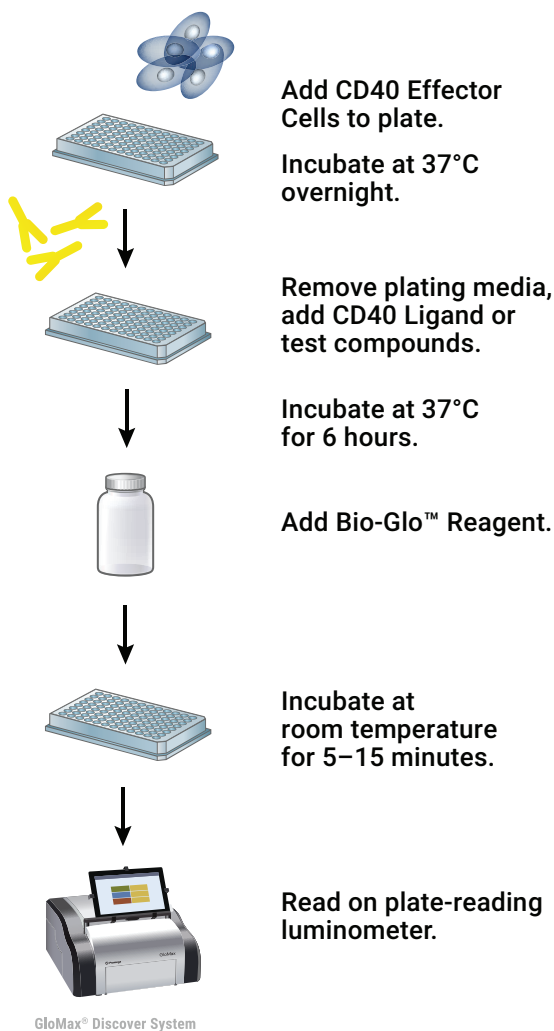 Add CD40 Effector
Cells to plate.
Incubate at 37°C
overnight.
Remove plating media,
add CD40 Ligand or
test compounds.
Incubate at 37°C
for 6 hours.
Add Bio-Glo™ Reagent.
Incubate at
room temperature
for 5–15 minutes.
Read on plate-reading
luminometer.
GloMax
GloMax® Discover System